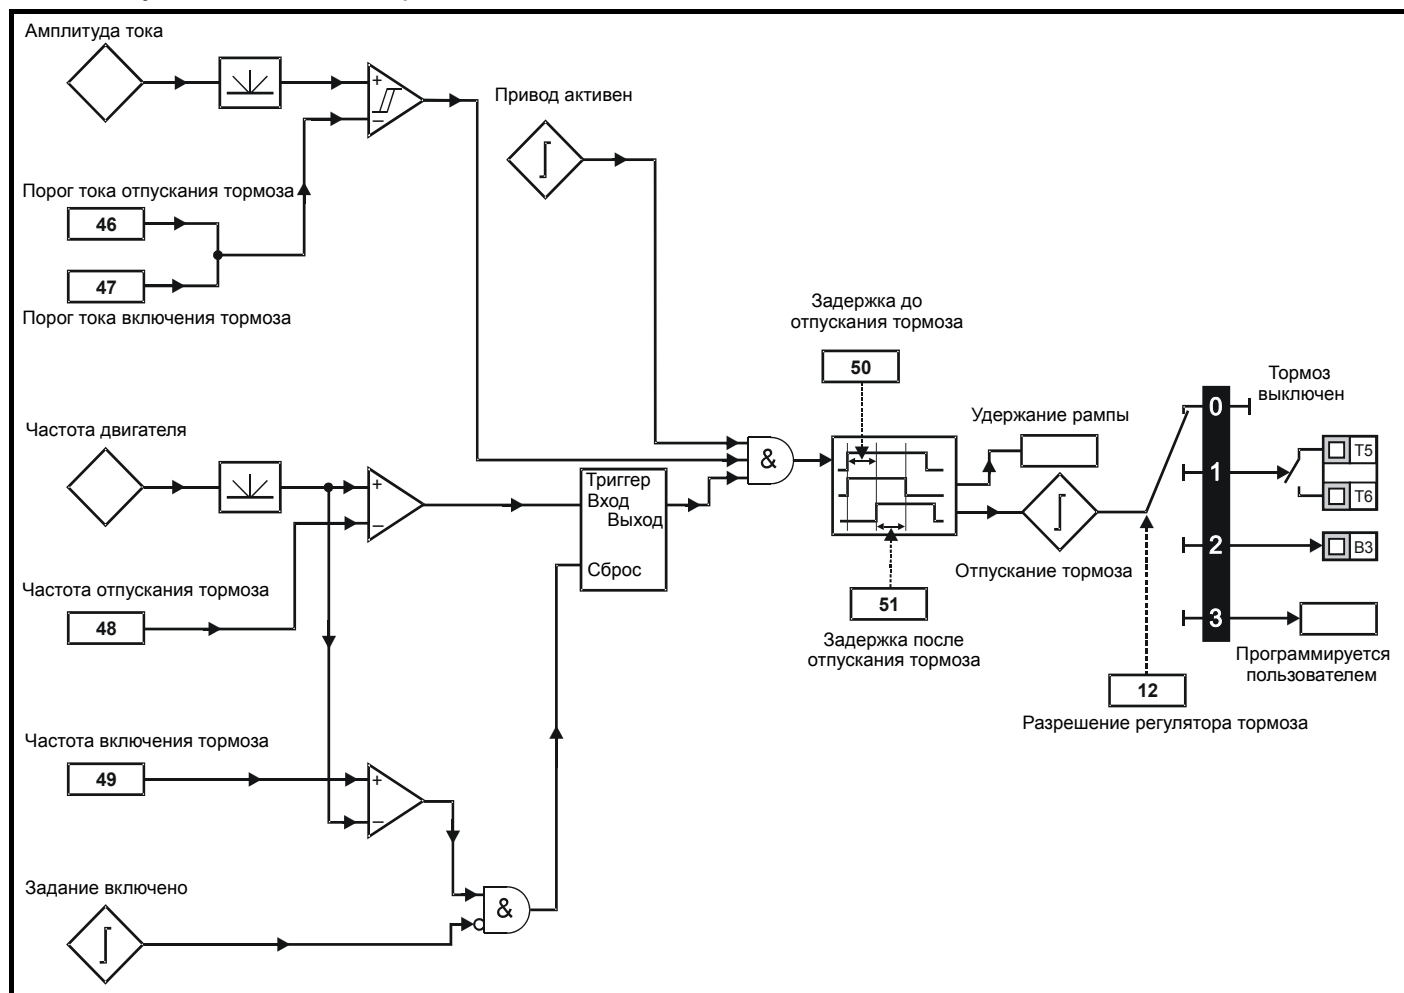 Амплитуда тока
+
−
Привод активен
Порог тока отпускания тормоза
46
47
Порог тока включения тормоза
Задержка до
отпускания тормоза
50
Тормоз
выключен
Удержание рампы
0
T5
1
T6
2
B3
3
Частота двигателя
+
−
Триггер
Вход
Выход
Сброс
&
Отпускание тормоза
Частота отпускания тормоза
48
51
Задержка после
отпускания тормоза
Программируется
пользователем
12
Разрешение регулятора тормоза
Частота включения тормоза
49
+
−
Задание включено
&